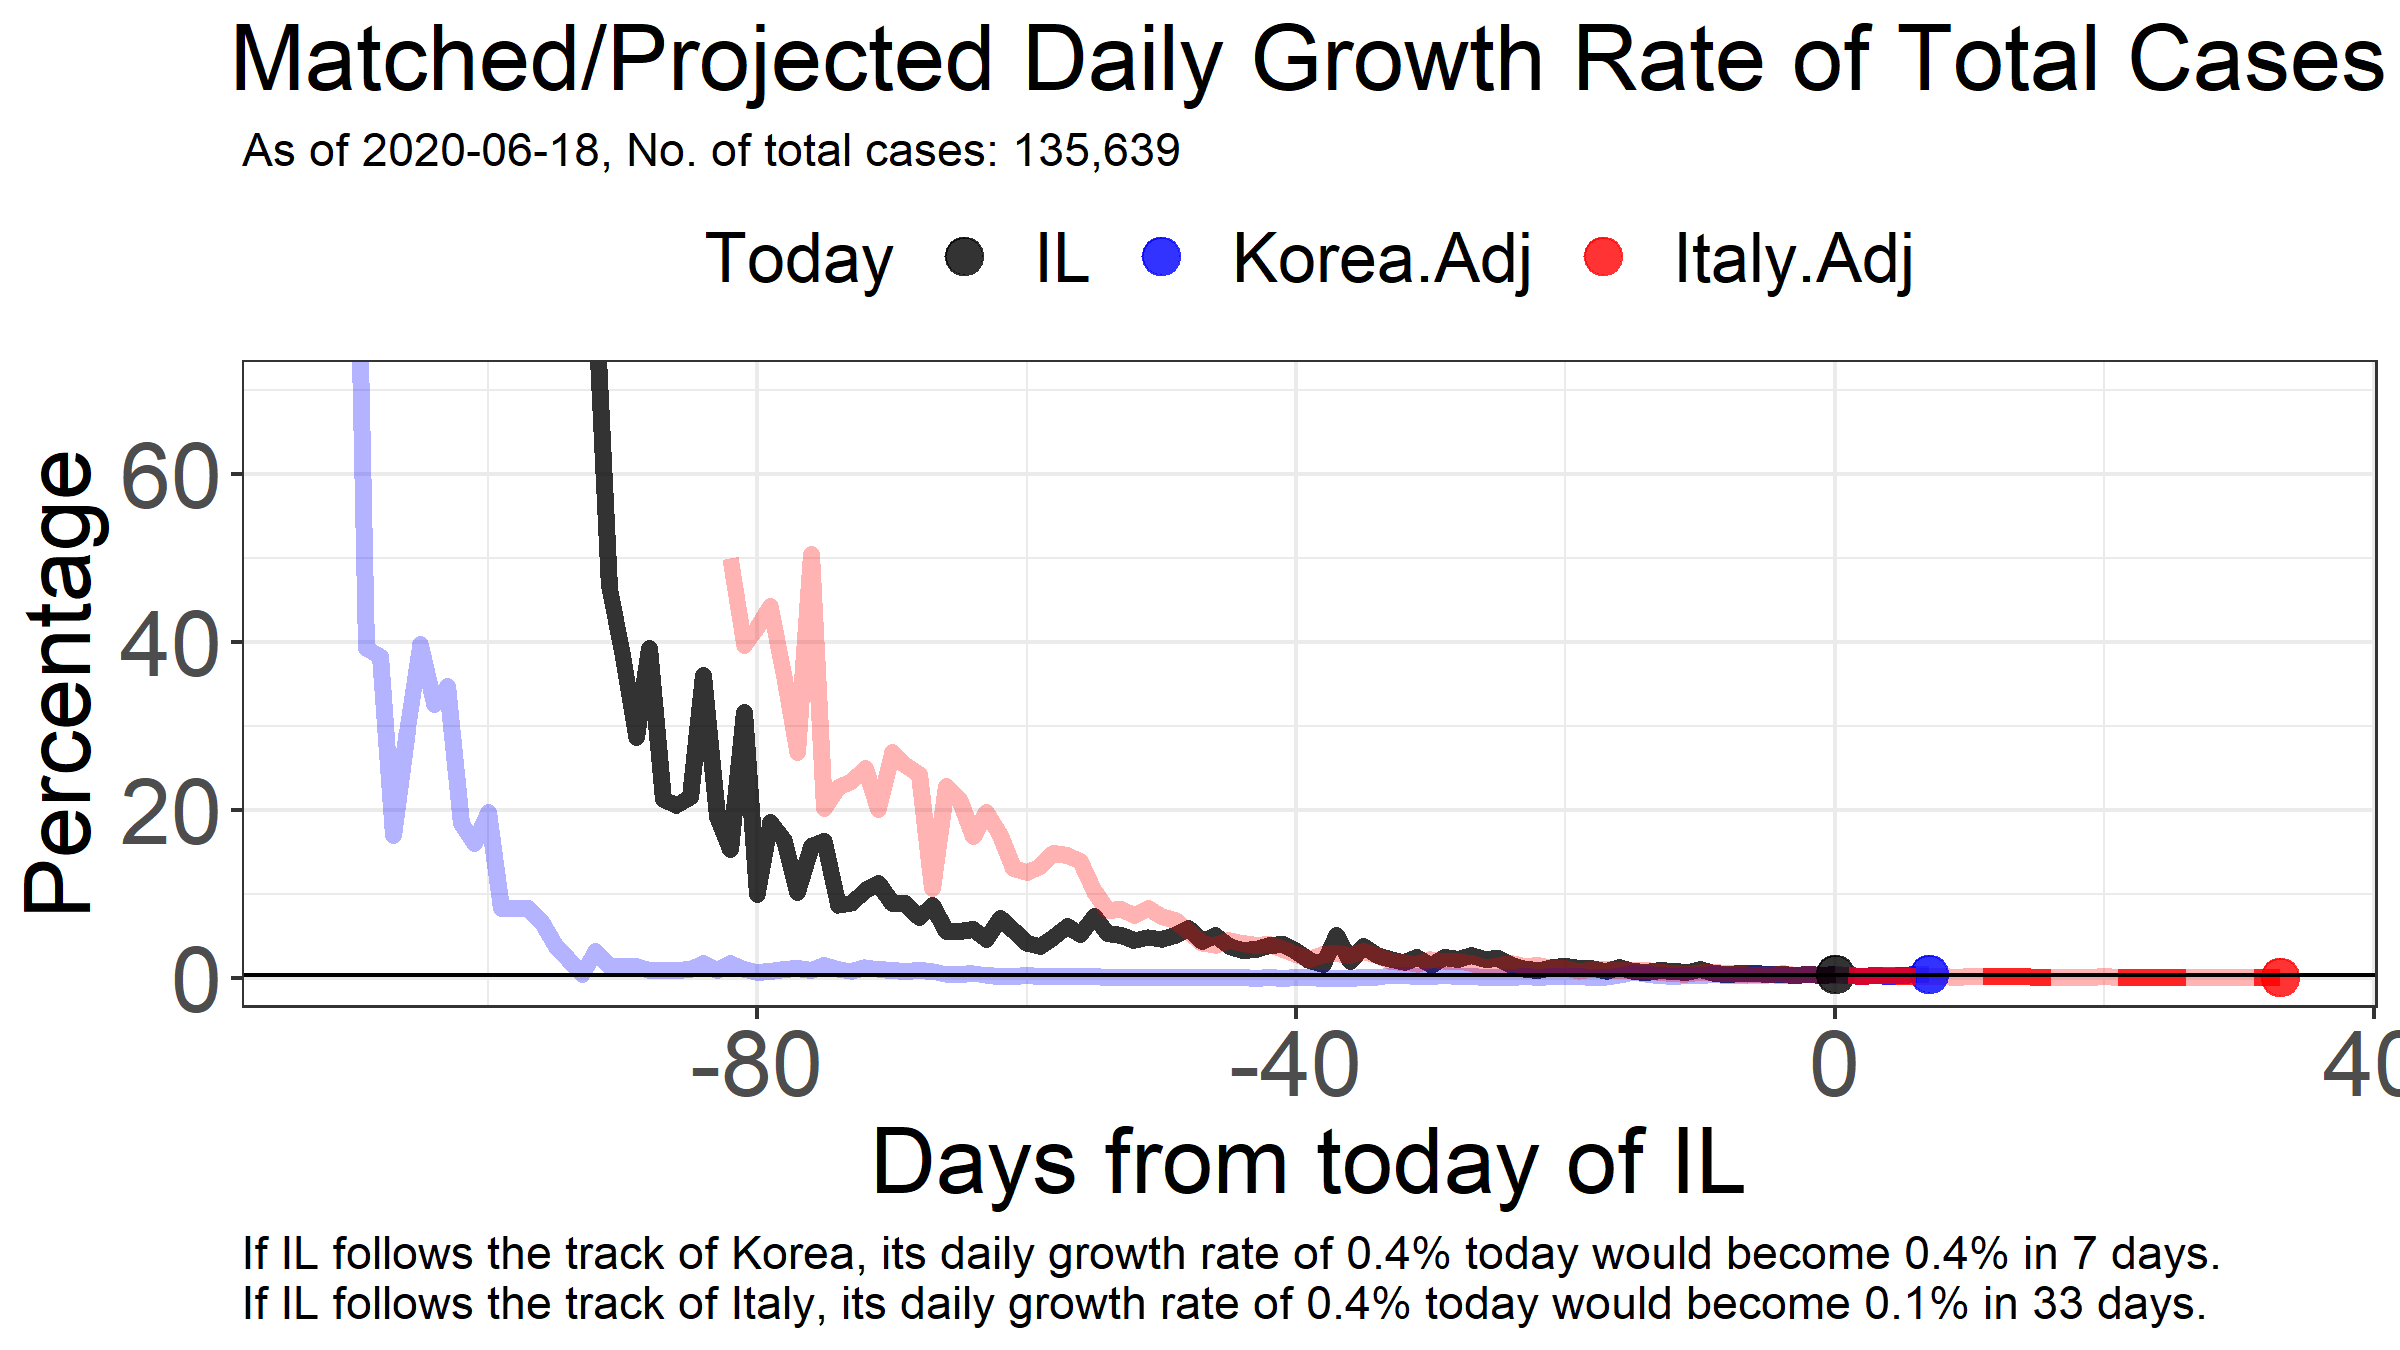 Matched/Projected Daily Growth Rate of Total Cases
As of 2020-06-18, No. of total cases: 135,639
Today IL Korea.Adj Italy.Adj
Percentage
60
40
20
0
-80 -40 0 40
Days from today of IL
If IL follows the track of Korea, its daily growth rate of 0.4% today would become 0.4% in 7 days.
If IL follows the track of Italy, its daily growth rate of 0.4% today would become 0.1% in 33 days.